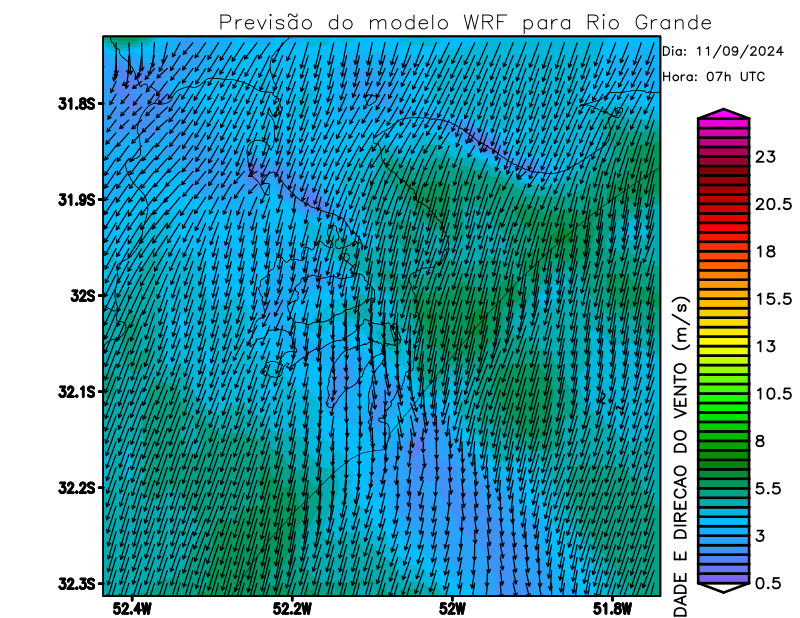 Previsão do modelo WRF para Rio Grande
Dia: 11/09/2024
Hora: 07h UTC
31.8S
31.9S
32S
32.1S
32.2S
32.3S
52.4W
52.2W
52W
51.8W
23
20.5
18
15.5
13
10.5
8
5.5
3
0.5
DADE E DIRECAO DO VENTO (m/s)